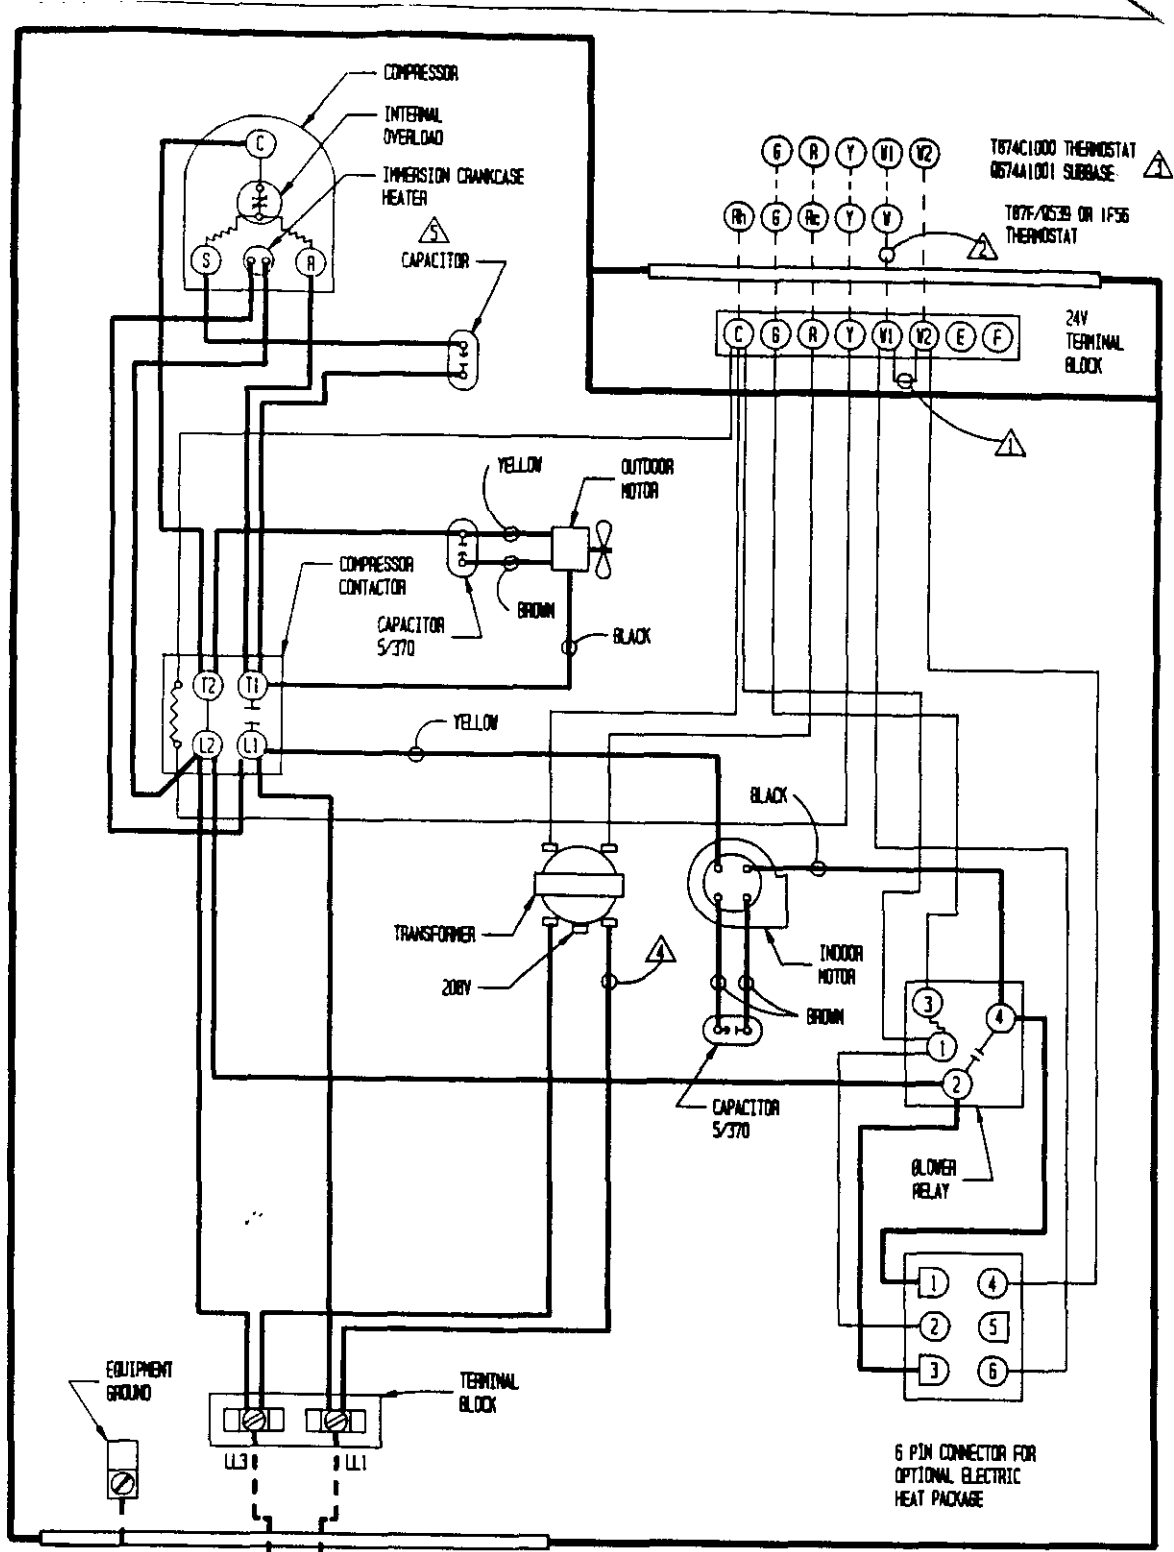 COMPRESSOR
INTERNAL
OVERLOAD
IMMERSION CRANKCASE
HEATER
C
S
R
5
CAPACITOR
G R Y W1 W2
T874C1000 THERMOSTAT
Q674A1001 SUBBASE
3
Rh G Rc Y W
T87F/Q539 OR 1F56
THERMOSTAT
2
C G R Y W1 W2 E F
24V
TERMINAL
BLOCK
1
YELLOW
OUTDOOR
MOTOR
COMPRESSOR
CONTACTOR
BROWN
CAPACITOR
5/370
BLACK
T2 T1
L2 L1
YELLOW
BLACK
TRANSFORMER
208V
4
INDOOR
MOTOR
BROWN
CAPACITOR
5/370
3
4
1
2
BLOWER
RELAY
1 4
2 5
3 6
EQUIPMENT
GROUND
TERMINAL
BLOCK
LL3
LL1
6 PIN CONNECTOR FOR
OPTIONAL ELECTRIC
HEAT PACKAGE